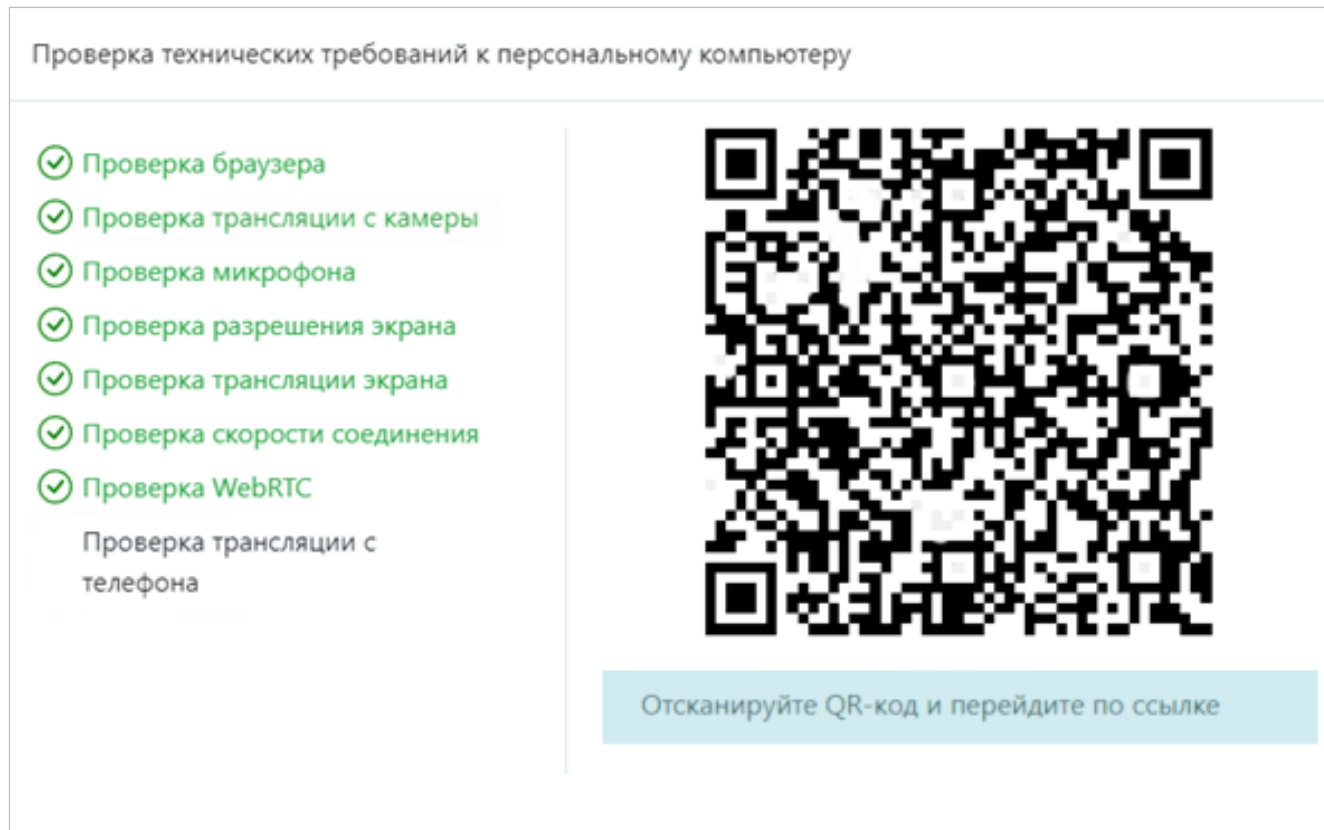 Проверка технических требований к персональному компьютеру
Проверка браузера
Проверка трансляции с камеры
Проверка микрофона
Проверка разрешения экрана
Проверка трансляции экрана
Проверка скорости соединения
Проверка WebRTC
Проверка трансляции с
телефона
Отсканируйте QR-код и перейдите по ссылке